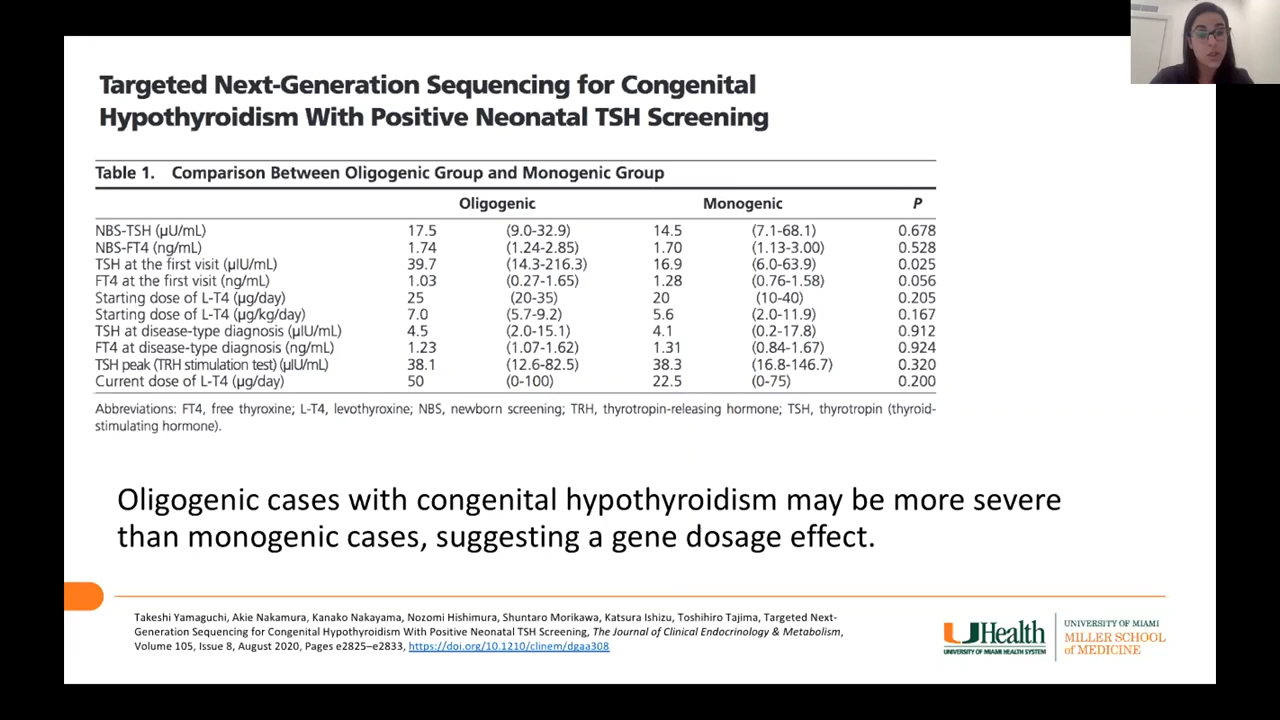 Targeted Next-Generation Sequencing for Congenital
Hypothyroidism With Positive Neonatal TSH Screening
Table 1. Comparison Between Oligogenic Group and Monogenic Group
Oligogenic Monogenic P
NBS-TSH (µU/mL) 17.5 (9.0-32.9) 14.5 (7.1-68.1) 0.678
NBS-FT4 (ng/mL) 1.74 (1.24-2.85) 1.70 (1.13-3.00) 0.528
TSH at the first visit (µIU/mL) 39.7 (14.3-216.3) 16.9 (6.0-63.9) 0.025
FT4 at the first visit (ng/mL) 1.03 (0.27-1.65) 1.28 (0.76-1.58) 0.056
Starting dose of L-T4 (µg/day) 25 (20-35) 20 (10-40) 0.205
Starting dose of L-T4 (µg/kg/day) 7.0 (5.7-9.2) 5.6 (2.0-11.9) 0.167
TSH at disease-type diagnosis (µIU/mL) 4.5 (2.0-15.1) 4.1 (0.2-17.8) 0.912
FT4 at disease-type diagnosis (ng/mL) 1.23 (1.07-1.62) 1.31 (0.84-1.67) 0.924
TSH peak (TRH stimulation test) (µIU/mL) 38.1 (12.6-82.5) 38.3 (16.8-146.7) 0.320
Current dose of L-T4 (µg/day) 50 (0-100) 22.5 (0-75) 0.200
Abbreviations: FT4, free thyroxine; L-T4, levothyroxine; NBS, newborn screening; TRH, thyrotropin-releasing hormone; TSH, thyrotropin (thyroid-
stimulating hormone).
Oligogenic cases with congenital hypothyroidism may be more severe
than monogenic cases, suggesting a gene dosage effect.
Takeshi Yamaguchi, Akie Nakamura, Kanako Nakayama, Nozomi Hishimura, Shuntaro Morikawa, Katsura Ishizu, Toshihiro Tajima, Targeted Next-
Generation Sequencing for Congenital Hypothyroidism With Positive Neonatal TSH Screening, The Journal of Clinical Endocrinology & Metabolism,
Volume 105, Issue 8, August 2020, Pages e2825–e2833, https://doi.org/10.1210/clinem/dgaa308
UHealth
UNIVERSITY OF MIAMI HEALTH SYSTEM
UNIVERSITY OF MIAMI
MILLER SCHOOL
of MEDICINE